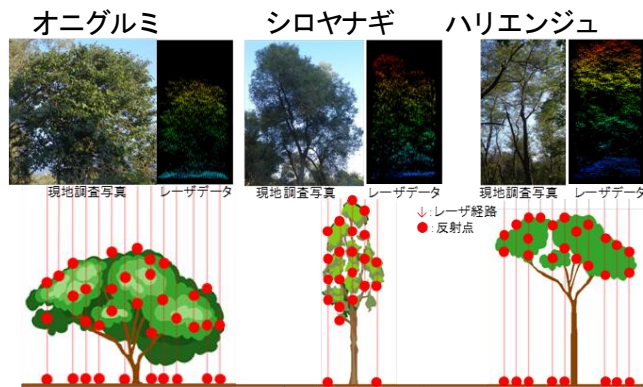 オニグルミ
シロヤナギ
ハリエンジュ
現地調査写真
レーザデータ
現地調査写真
レーザデータ
現地調査写真
レーザデータ
↓:レーザ経路
●:反射点